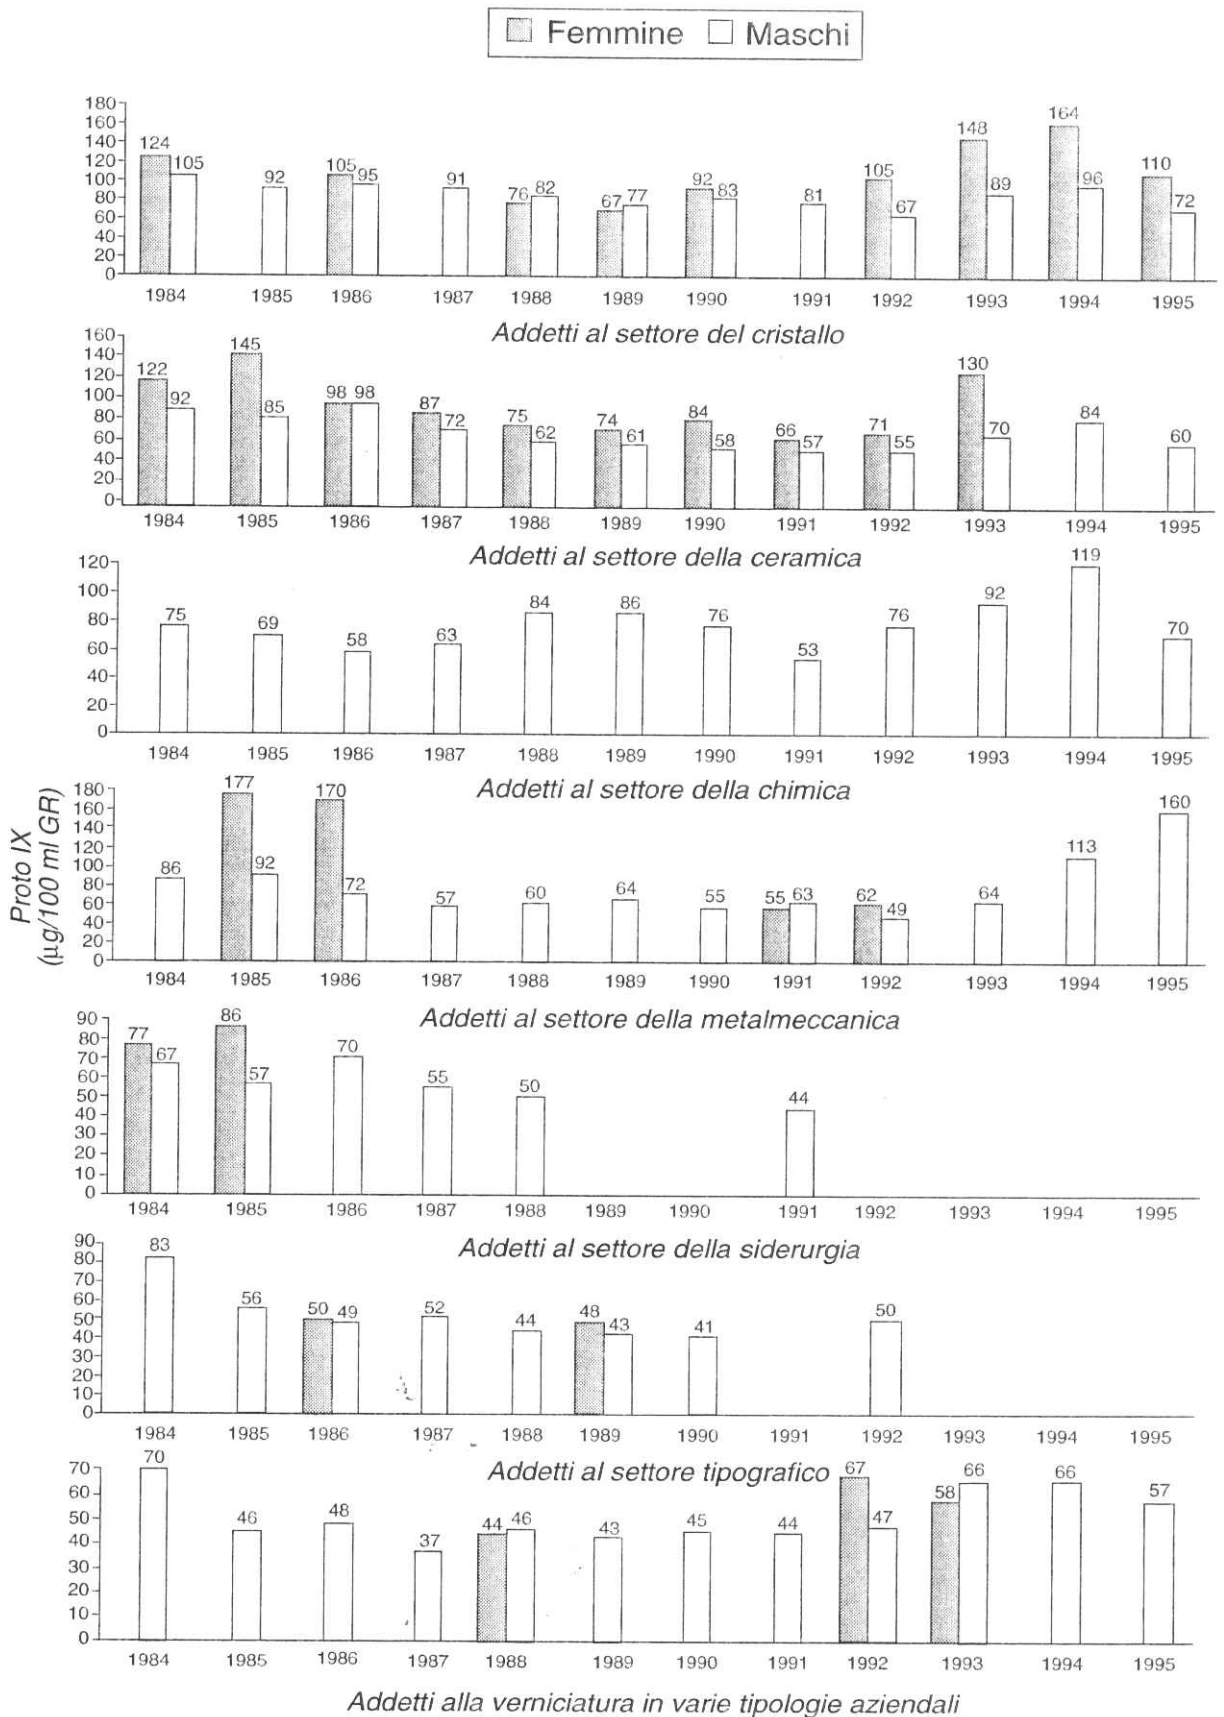 Femmine Maschi
180
160
140
120
100
80
60
40
20
0
124 105 92 105 95 91 76 82 67 77 92 83 81 105 67 148 89 164 96 110 72
1984 1985 1986 1987 1988 1989 1990 1991 1992 1993 1994 1995
Addetti al settore del cristallo
160
140
120
100
80
60
40
20
0
122 92 145 85 98 98 87 72 75 62 74 61 84 58 66 57 71 55 130 70 84 60
1984 1985 1986 1987 1988 1989 1990 1991 1992 1993 1994 1995
Addetti al settore della ceramica
120
100
80
60
40
20
0
75 69 58 63 84 86 76 53 76 92 119 70
1984 1985 1986 1987 1988 1989 1990 1991 1992 1993 1994 1995
Addetti al settore della chimica
Proto IX
(µg/100 ml GR)
180
160
140
120
100
80
60
40
20
0
86 177 92 170 72 57 60 64 55 55 63 62 49 64 113 160
1984 1985 1986 1987 1988 1989 1990 1991 1992 1993 1994 1995
Addetti al settore della metalmeccanica
90
80
70
60
50
40
30
20
10
0
77 67 86 57 70 55 50 44
1984 1985 1986 1987 1988 1989 1990 1991 1992 1993 1994 1995
Addetti al settore della siderurgia
90
80
70
60
50
40
30
20
10
0
83 56 50 49 52 44 48 43 41 50
1984 1985 1986 1987 1988 1989 1990 1991 1992 1993 1994 1995
Addetti al settore tipografico
70
60
50
40
30
20
10
0
70 46 48 37 44 46 43 45 44 67 47 58 66 66 57
1984 1985 1986 1987 1988 1989 1990 1991 1992 1993 1994 1995
Addetti alla verniciatura in varie tipologie aziendali